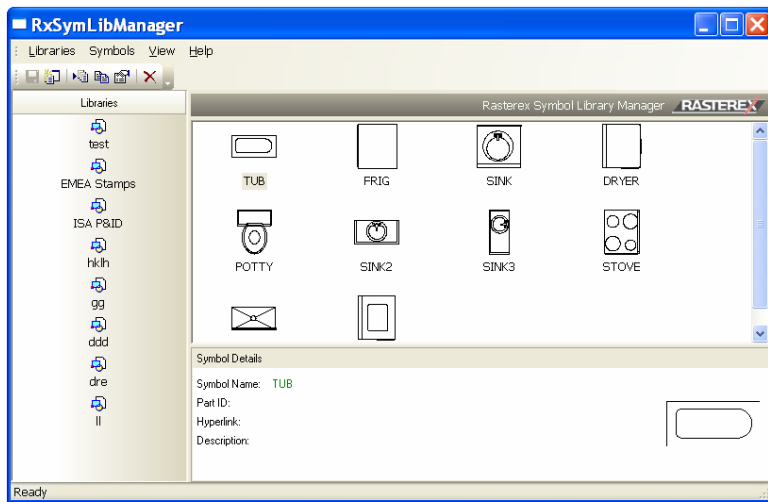 RxSymLibManager
Libraries Symbols View Help
Libraries
Rasterex Symbol Library Manager RASTEREX
test
EMEA Stamps
ISA P&ID
hklh
gg
ddd
dre
ll
TUB FRIG SINK DRYER
POTTY SINK2 SINK3 STOVE
Symbol Details
Symbol Name: TUB
Part ID:
Hyperlink:
Description:
Ready